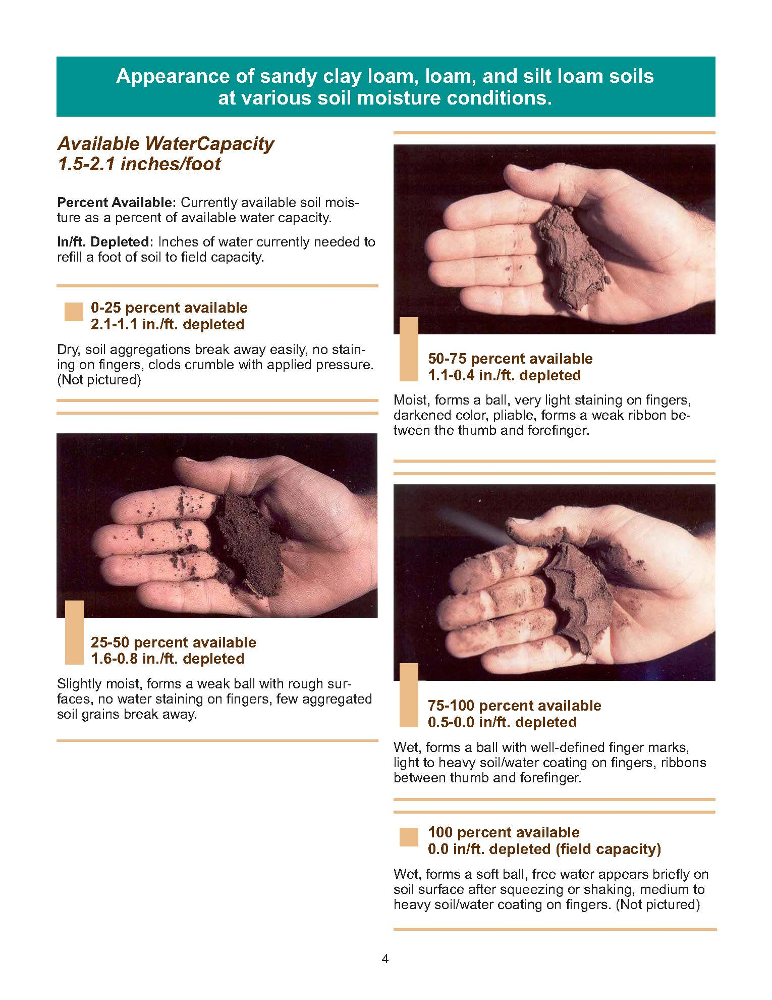 Appearance of sandy clay loam, loam, and silt loam soils
at various soil moisture conditions.
Available WaterCapacity
1.5-2.1 inches/foot
Percent Available: Currently available soil mois-
ture as a percent of available water capacity.
In/ft. Depleted: Inches of water currently needed to
refill a foot of soil to field capacity.
0-25 percent available
2.1-1.1 in./ft. depleted
Dry, soil aggregations break away easily, no stain-
ing on fingers, clods crumble with applied pressure.
(Not pictured)
25-50 percent available
1.6-0.8 in./ft. depleted
Slightly moist, forms a weak ball with rough sur-
faces, no water staining on fingers, few aggregated
soil grains break away.
50-75 percent available
1.1-0.4 in./ft. depleted
Moist, forms a ball, very light staining on fingers,
darkened color, pliable, forms a weak ribbon be-
tween the thumb and forefinger.
75-100 percent available
0.5-0.0 in/ft. depleted
Wet, forms a ball with well-defined finger marks,
light to heavy soil/water coating on fingers, ribbons
between thumb and forefinger.
100 percent available
0.0 in/ft. depleted (field capacity)
Wet, forms a soft ball, free water appears briefly on
soil surface after squeezing or shaking, medium to
heavy soil/water coating on fingers. (Not pictured)
4